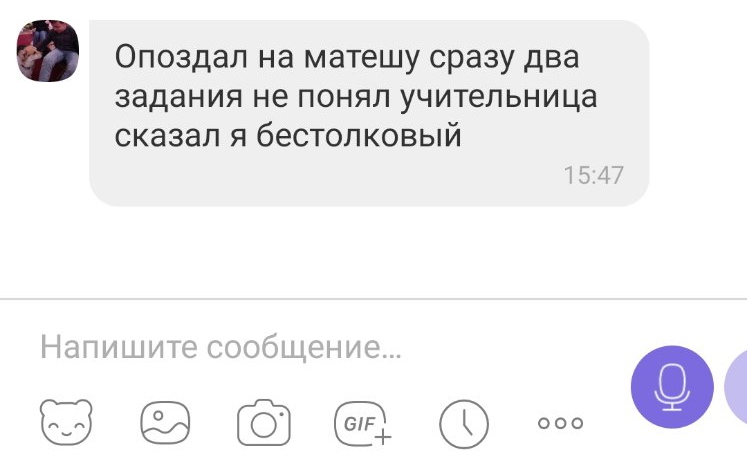 Опоздал на матешу сразу два
задания не понял учительница
сказал я бестолковый
15:47
Напишите сообщение...
GIF